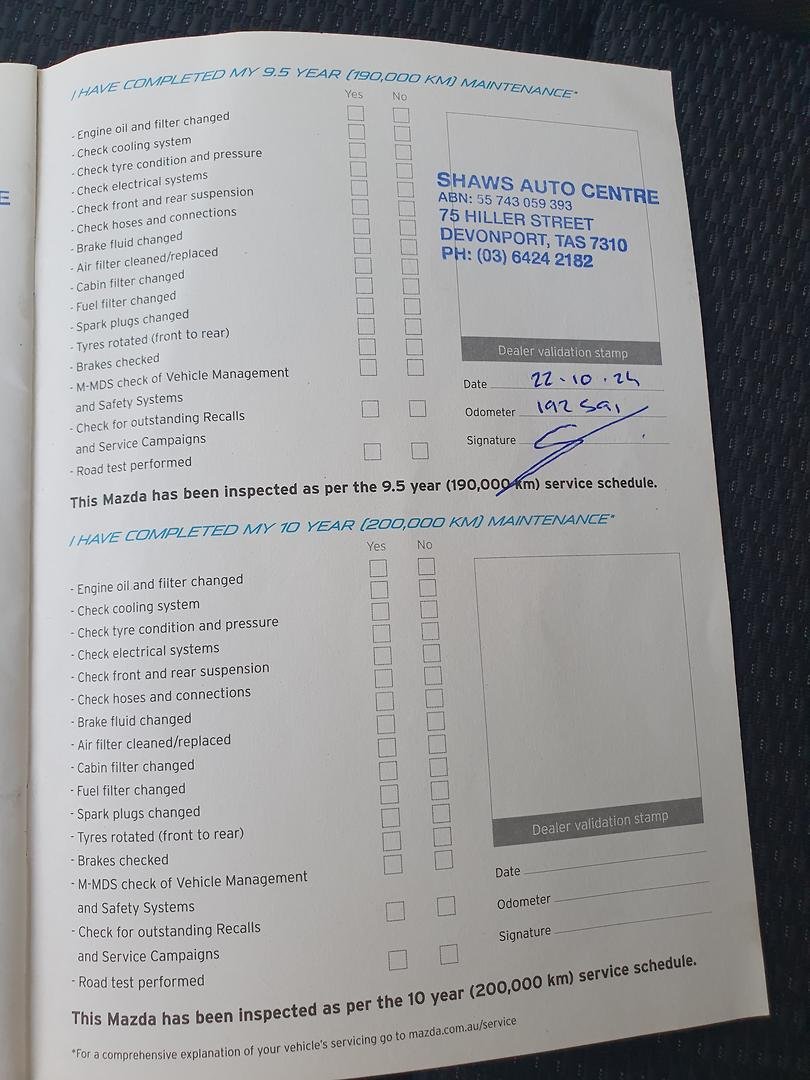 I HAVE COMPLETED MY 9.5 YEAR (190,000 KM) MAINTENANCE*
Yes No
- Engine oil and filter changed
- Check cooling system
- Check tyre condition and pressure
- Check electrical systems
- Check front and rear suspension
- Check hoses and connections
- Brake fluid changed
- Air filter cleaned/replaced
- Cabin filter changed
- Fuel filter changed
- Spark plugs changed
- Tyres rotated (front to rear)
- Brakes checked
- M-MDS check of Vehicle Management
and Safety Systems
- Check for outstanding Recalls
and Service Campaigns
- Road test performed
E
SHAWS AUTO CENTRE
ABN: 55 743 059 393
75 HILLER STREET
DEVONPORT, TAS 7310
PH: (03) 6424 2182
Dealer validation stamp
Date 22-10.24
Odometer 192
Signature
This Mazda has been inspected as per the 9.5 year (190,000 km) service schedule.
I HAVE COMPLETED MY 10 YEAR (200,000 KM) MAINTENANCE*
Yes No
- Engine oil and filter changed
- Check cooling system
- Check tyre condition and pressure
- Check electrical systems
- Check front and rear suspension
- Check hoses and connections
- Brake fluid changed
- Air filter cleaned/replaced
- Cabin filter changed
- Fuel filter changed
- Spark plugs changed
- Tyres rotated (front to rear)
- Brakes checked
- M-MDS check of Vehicle Management
and Safety Systems
- Check for outstanding Recalls
and Service Campaigns
- Road test performed
Dealer validation stamp
Date
Odometer
Signature
This Mazda has been inspected as per the 10 year (200,000 km) service schedule.
*For a comprehensive explanation of your vehicle's servicing go to mazda.com.au/service